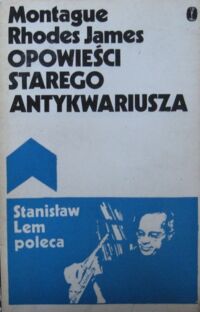 Montague
Rhodes James
OPOWIEŚCI
STAREGO
ANTYKWARIUSZA
Stanisław
Lem
poleca